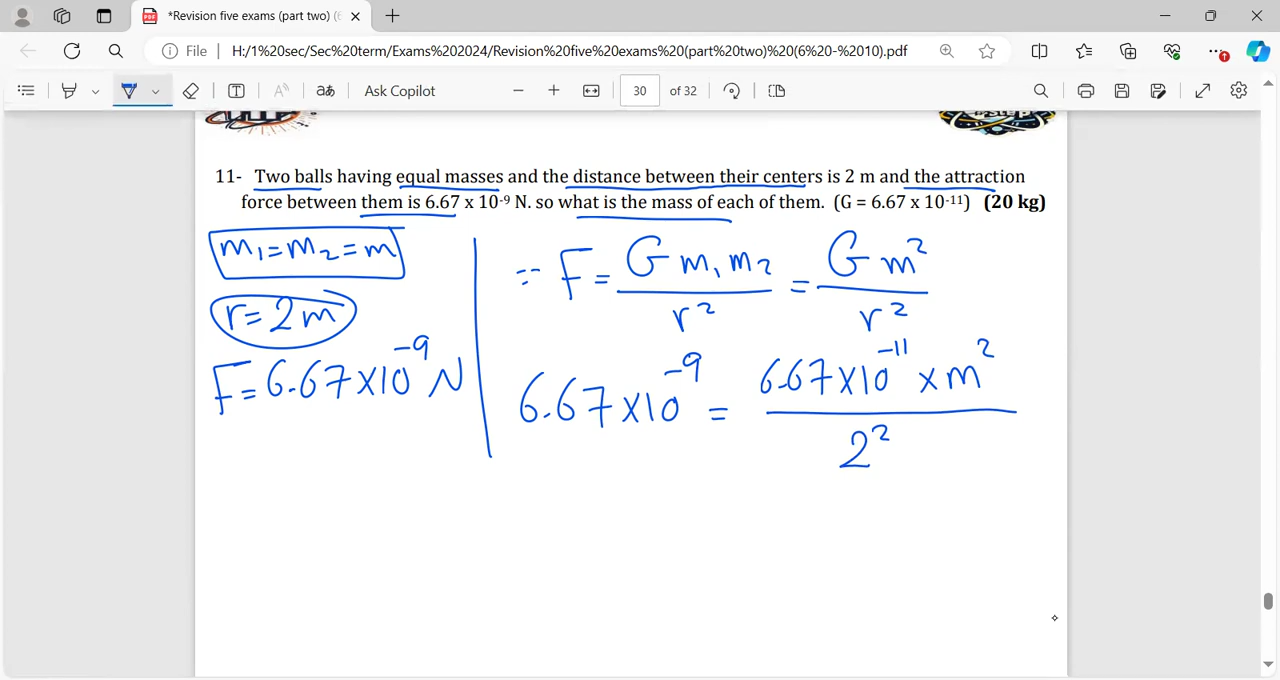 *Revision five exams (part two) (6
File
H:/1%20sec/Sec%20term/Exams%202024/Revision%20five%20exams%20(part%20two)%20(6%20-%2010).pdf
aあ
Ask Copilot
30 of 32
11- Two balls having equal masses and the distance between their centers is 2 m and the attraction
force between them is 6.67 x 10⁻⁹ N. so what is the mass of each of them. (G = 6.67 x 10⁻¹¹) (20 kg)
m₁=m₂=m
r=2m
F=6.67×10⁻⁹ N
∵ F = G m₁ m₂ / r² = G m² / r²
6.67×10⁻⁹ = 6.67×10⁻¹¹ × m² / 2²